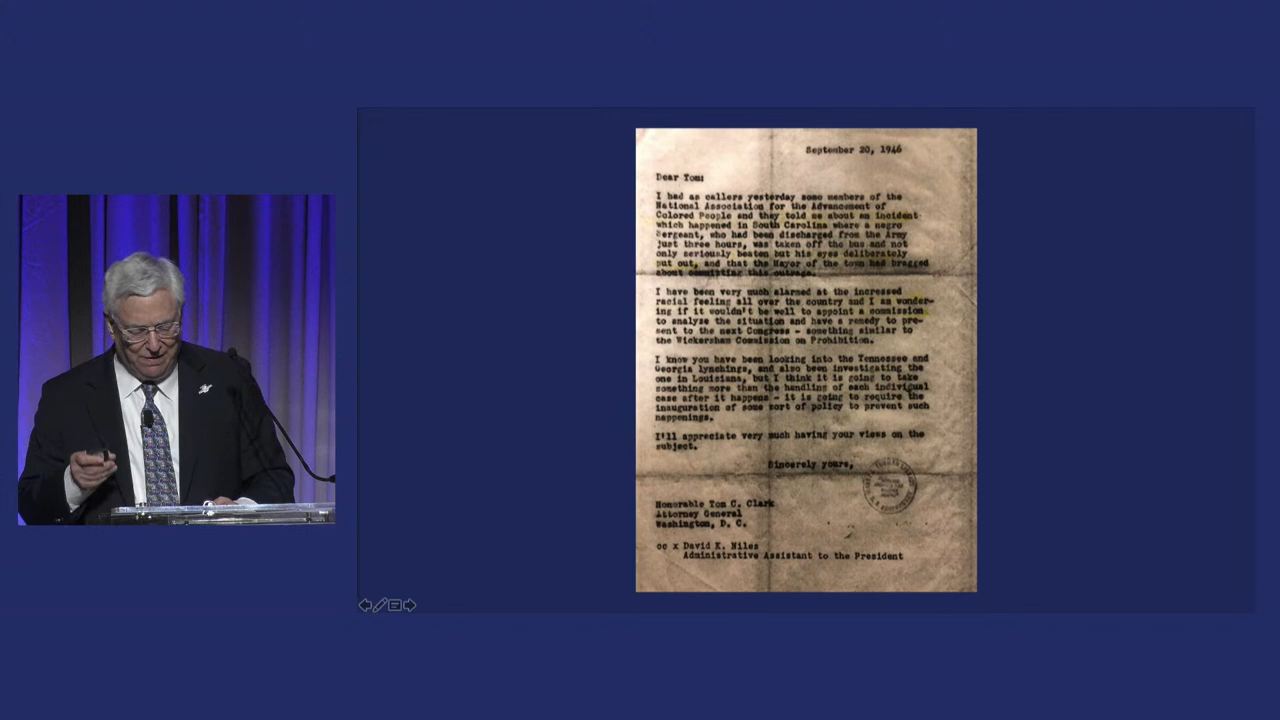 September 20, 1946
Dear Tom:
I had as callers yesterday some members of the
National Association for the Advancement of
Colored People and they told me about an incident
which happened in South Carolina where a negro
Sergeant, who had been discharged from the Army
just three hours, was taken off the bus and not
only seriously beaten but his eyes deliberately
put out, and that the Mayor of the town had bragged
about committing this outrage.
I have been very much alarmed at the increased
racial feeling all over the country and I am wonder-
ing if it wouldn't be well to appoint a commission
to analyze the situation and have a remedy to pre-
sent to the next Congress - something similar to
the Wickersham Commission on Prohibition.
I know you have been looking into the Tennessee and
Georgia lynchings, and also been investigating the
one in Louisiana, but I think it is going to take
something more than the handling of each individual
case after it happens - it is going to require the
inauguration of some sort of policy to prevent such
happenings.
I'll appreciate very much having your views on the
subject.
Sincerely yours,
Honorable Tom C. Clark
Attorney General
Washington, D. C.
cc x David K. Niles
Administrative Assistant to the President